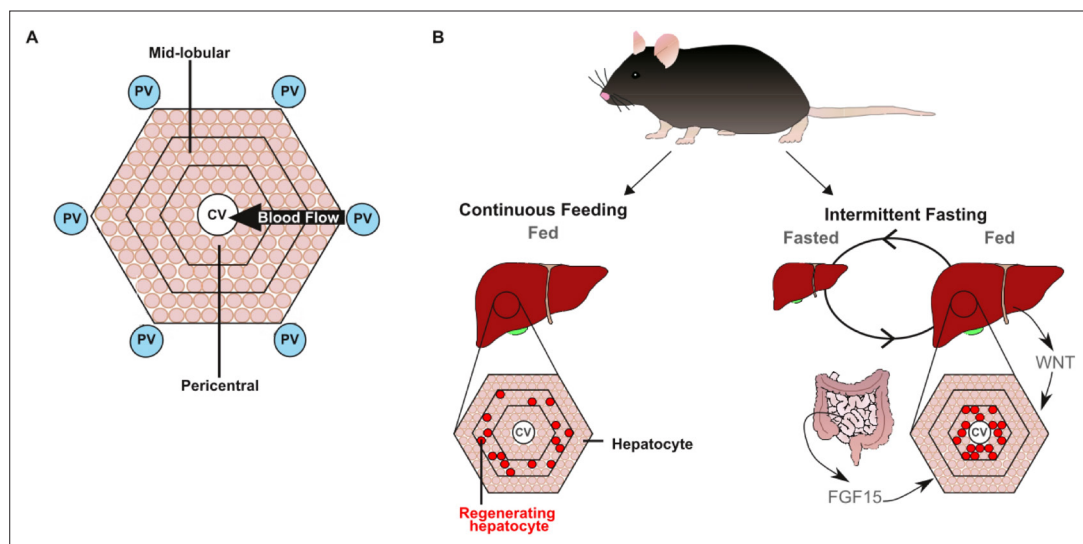 A
Mid-lobular
PV
PV
PV
CV
Blood Flow
PV
PV
PV
Pericentral
B
Continuous Feeding
Fed
CV
Hepatocyte
Regenerating
hepatocyte
Intermittent Fasting
Fasted
Fed
WNT
CV
FGF15